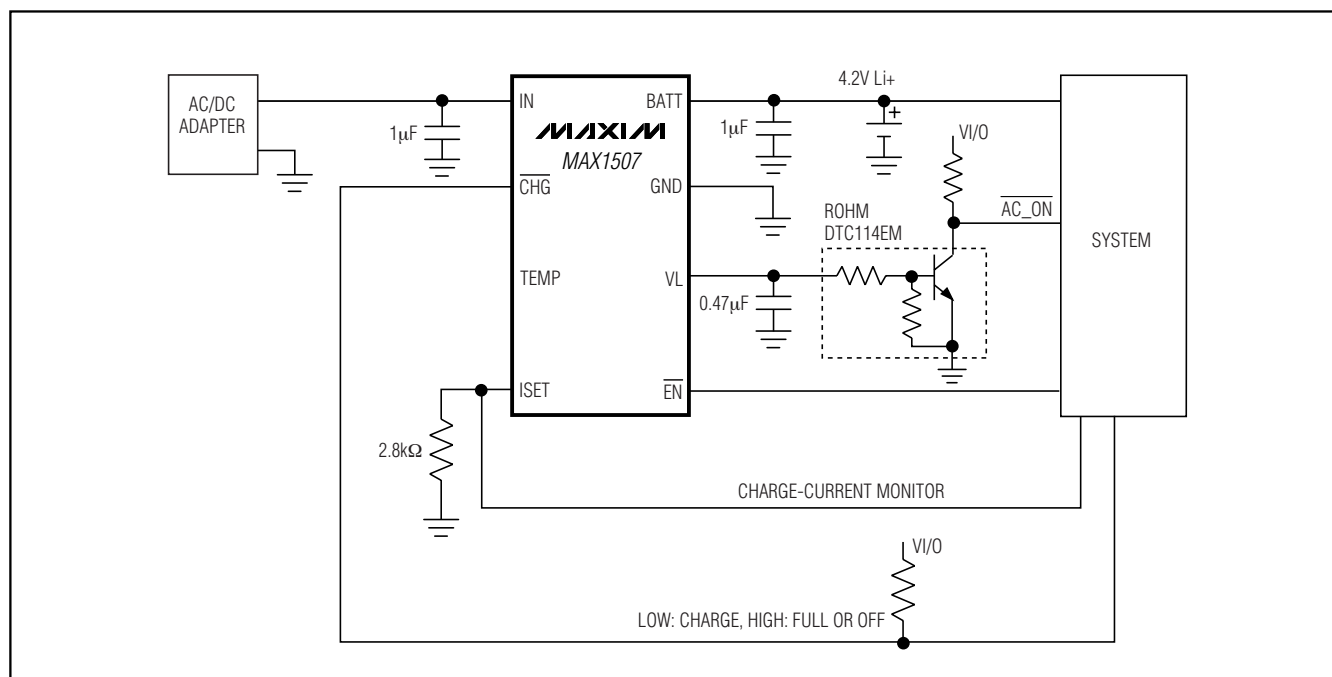 AC/DC
ADAPTER
1µF
IN
CHG
TEMP
ISET
MAXIM
MAX1507
BATT
GND
VL
EN
1µF
4.2V Li+
+
VI/O
ROHM
DTC114EM
AC_ON
SYSTEM
0.47µF
2.8kΩ
CHARGE-CURRENT MONITOR
VI/O
LOW: CHARGE, HIGH: FULL OR OFF